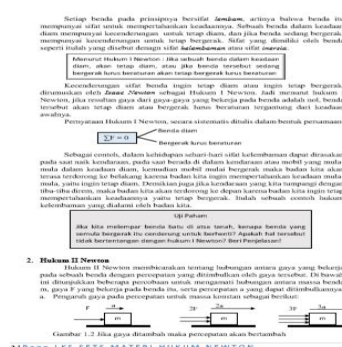 Setiap benda pada prinsipnya bersifat lembam, artinya bahwa benda itu
mempunyai sifat untuk mempertahankan keadaannya. Sebuah benda dalam keadaan
diam mempunyai kecenderungan untuk tetap diam, dan jika benda sedang bergerak
mempunyai kecenderungan untuk tetap bergerak. Sifat yang dimiliki oleh benda
seperti inilah yang disebut dengan sifat kelembaman atau sifat inersia.
Menurut Hukum I Newton : Jika sebuah benda dalam keadaan
diam, akan tetap diam, atau jika benda tersebut sedang
bergerak lurus beraturan akan tetap bergerak lurus beraturan
Kecenderungan sifat benda ingin tetap diam atau ingin tetap bergerak
dirumuskan oleh Isaac Newton sebagai Hukum I Newton. Jadi menurut hukum I
Newton, jika resultan gaya dari gaya-gaya yang bekerja pada benda adalah nol, benda
tersebut akan tetap diam atau bergerak lurus beraturan tergantung dari keadaan
awalnya.
Pernyataan Hukum I Newton, secara sistematis ditulis dalam bentuk persamaan
Benda diam
∑F = 0
Bergerak lurus beraturan
Sebagai contoh, dalam kehidupan sehari-hari sifat kelembaman dapat dirasakan
pada saat naik kendaraan, pada saat berada di dalam kendaraan atau mobil yang mula-
mula dalam keadaan diam, kemudian mobil mulai bergerak maka badan kita akan
terasa terdorong ke belakang karena badan kita ingin mempertahankan keadaan mula-
mula, yaitu ingin tetap diam. Demikian juga jika kendaraan yang kita tumpangi dengan
tiba-tiba direm, maka badan kita akan terdorong ke depan karena badan kita ingin tetap
mempertahankan keadaannya yaitu tetap bergerak. Inilah sebuah contoh hukum
kelembaman yang dialami oleh badan kita.
Uji Paham
Jika kita melempar benda batu di atas tanah, kenapa benda yang
semula bergerak itu cenderung untuk berhenti? Apakah hal tersebut
tidak bertentangan dengan hukum I Newton? Beri Penjelasan!
2. Hukum II Newton
Hukum II Newton membicarakan tentang hubungan antara gaya yang bekerja
pada sebuah benda dengan percepatan yang ditimbulkan oleh gaya tersebut. Di bawah
ini ditunjukkan beberapa percobaan untuk mengamati hubungan antara massa benda
m, gaya F yang bekerja pada benda itu, serta percepatan a yang dapat ditimbulkannya.
a. Pengaruh gaya pada percepatan untuk massa konstan sebagai berikut:
F a 2F 2a 3F 3a
m m m
Gambar 1.2 Jika gaya ditambah maka percepatan akan bertambah